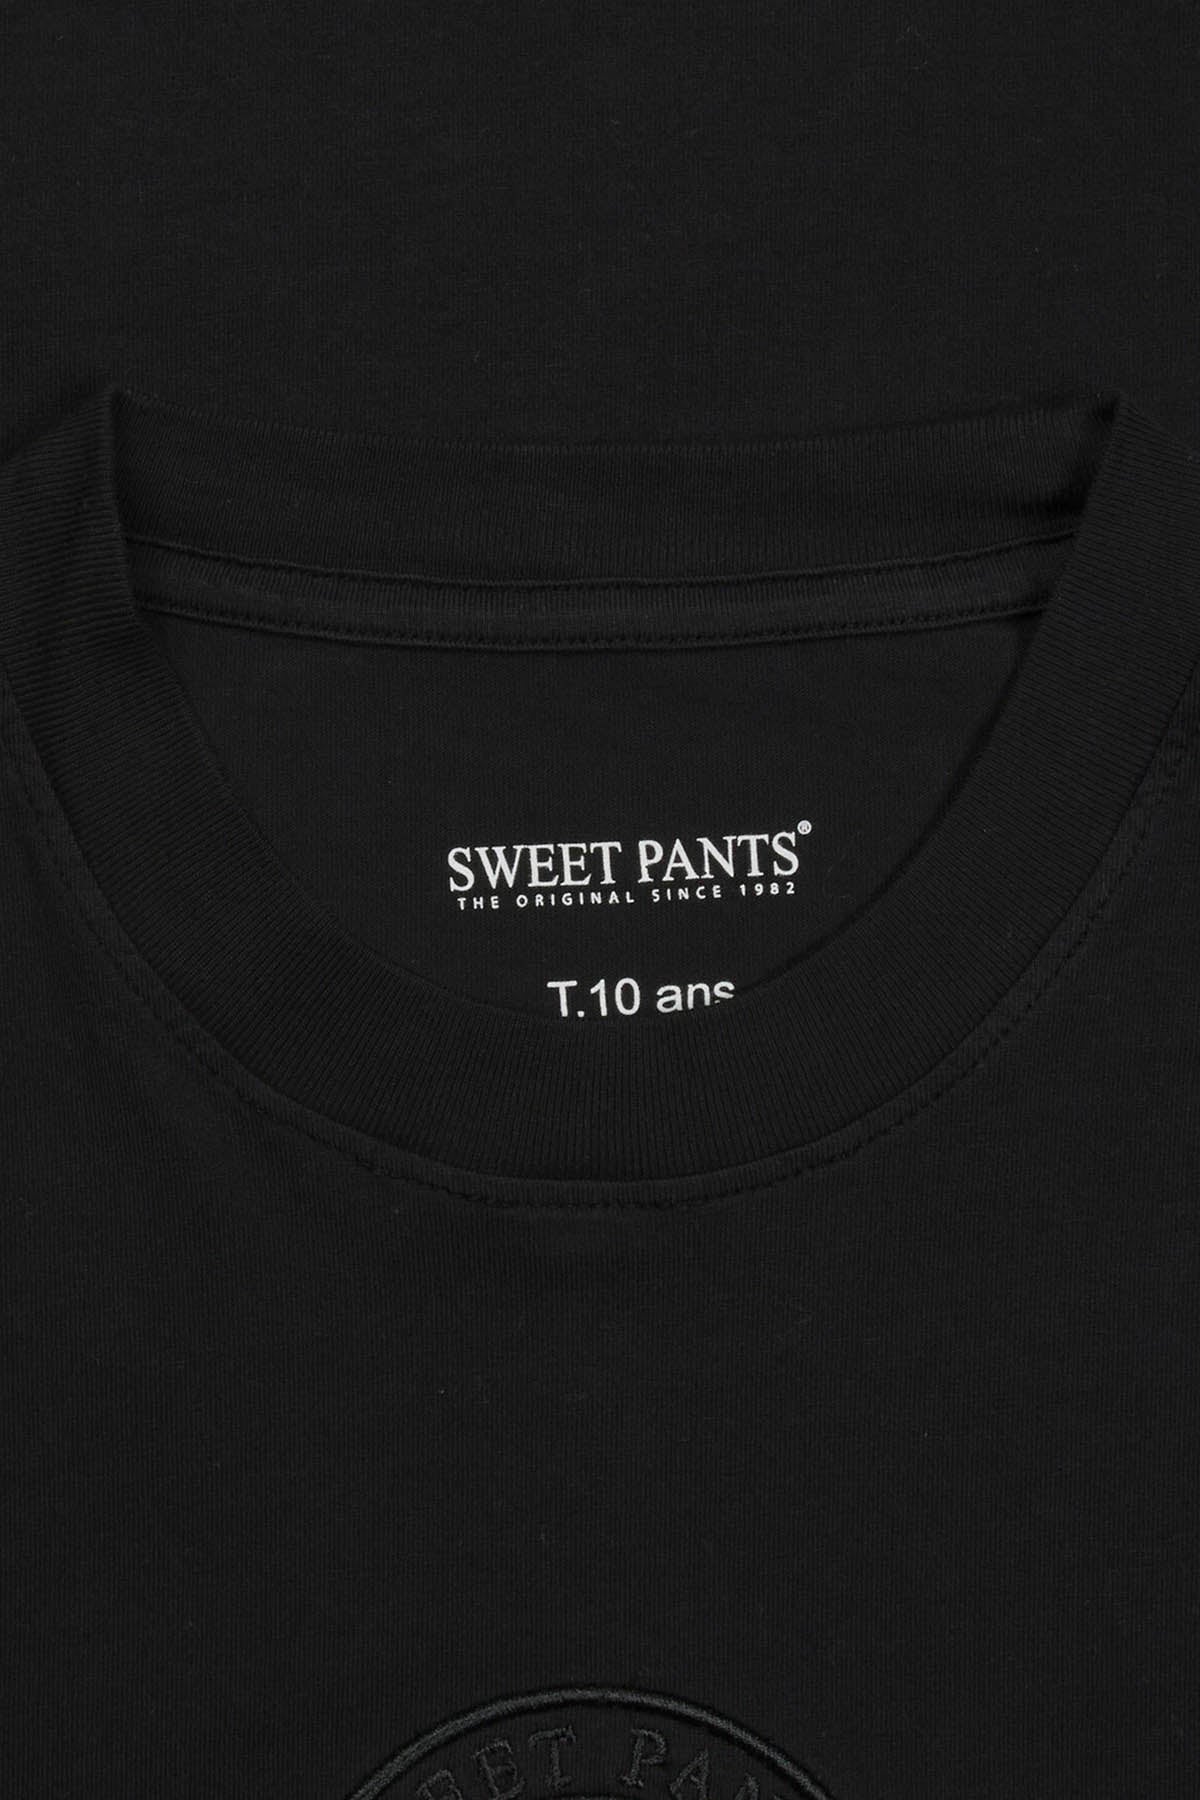 SWEET PANTS®
THE ORIGINAL SINCE 1982
T.10 ans